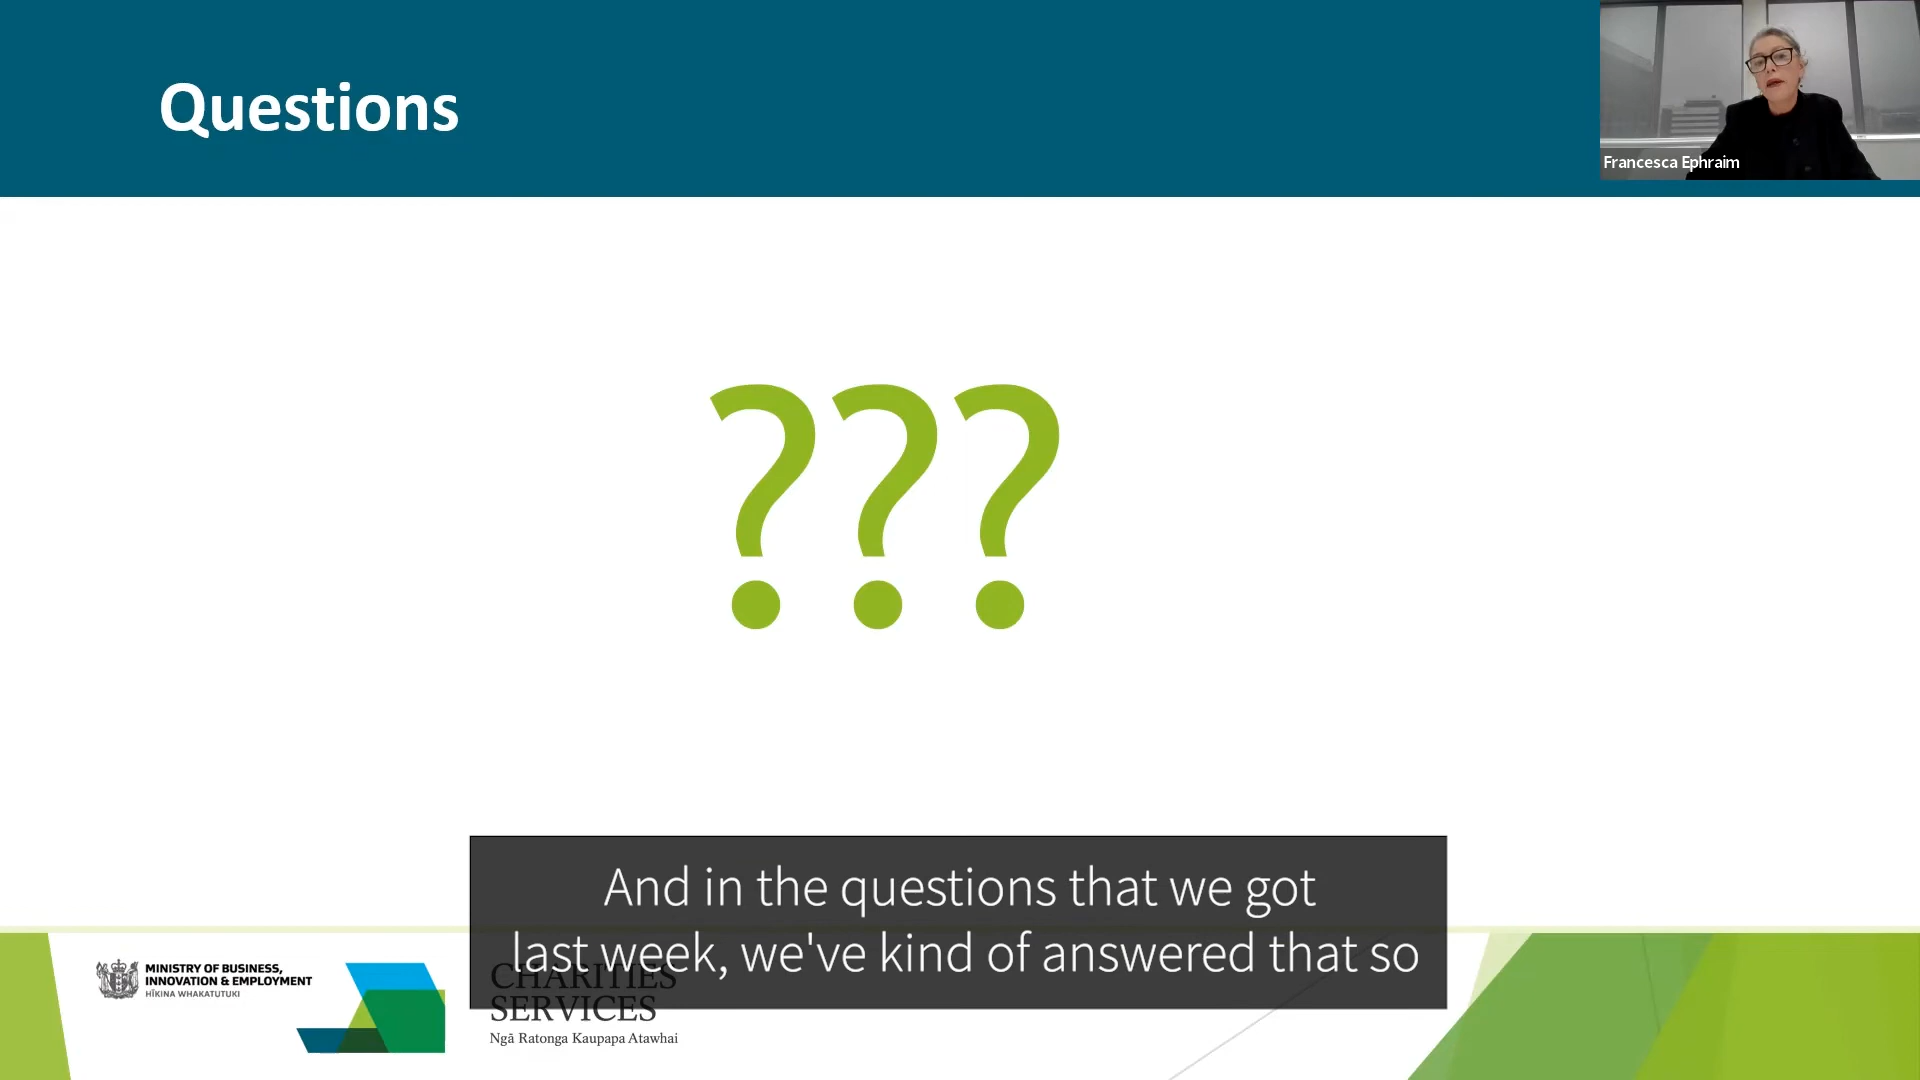 Questions
Francesca Ephraim
???
And in the questions that we got
last week, we've kind of answered that so
MINISTRY OF BUSINESS,
INNOVATION & EMPLOYMENT
HĪKINA WHAKATUTUKI
CHARITIES
SERVICES
Ngā Ratonga Kaupapa Atawhai